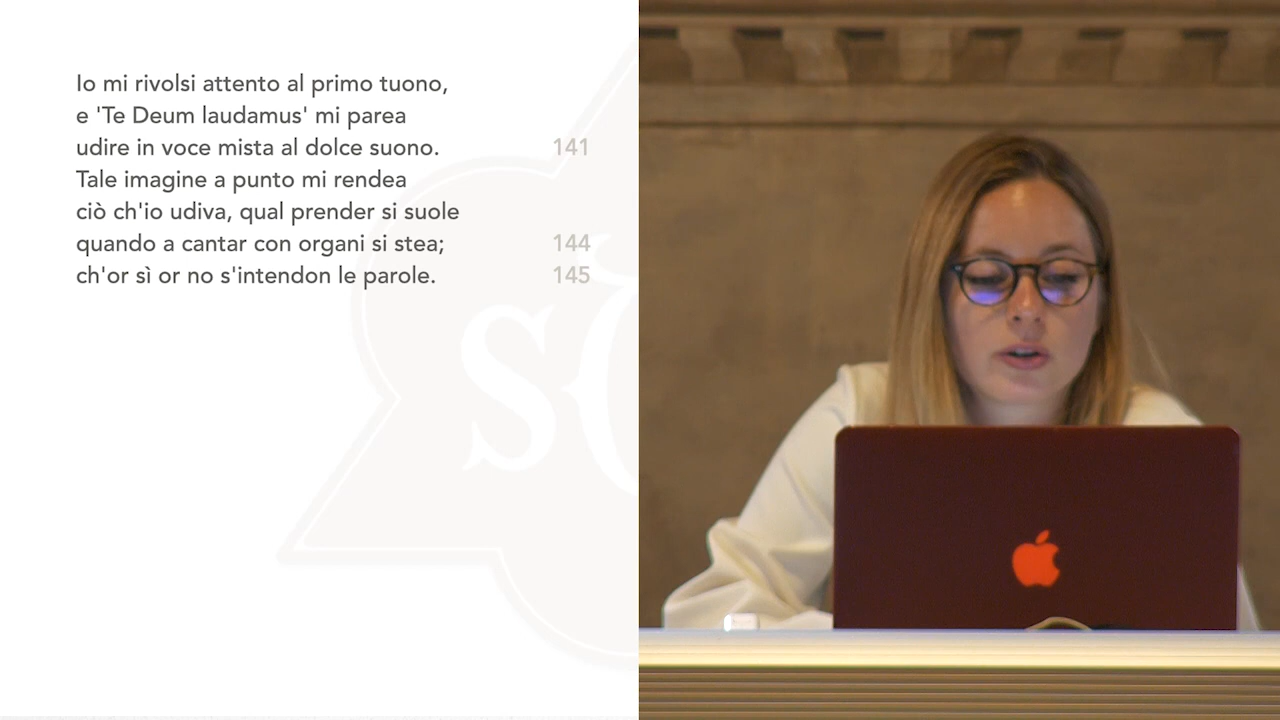 Io mi rivolsi attento al primo tuono,
e 'Te Deum laudamus' mi parea
udire in voce mista al dolce suono. 141
Tale imagine a punto mi rendea
ciò ch'io udiva, qual prender si suole
quando a cantar con organi si stea; 144
ch'or sì or no s'intendon le parole. 145